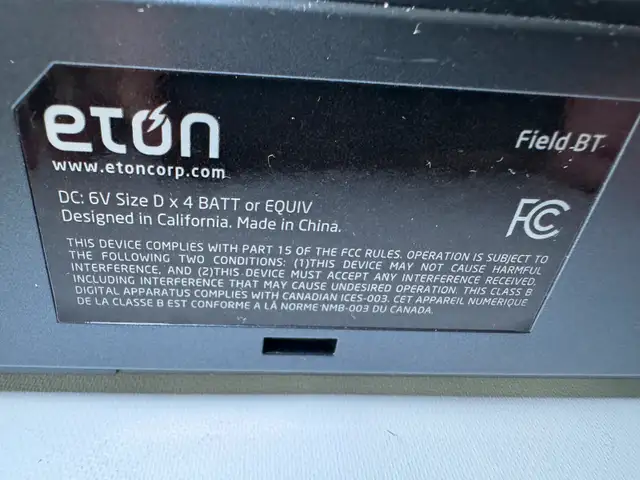 eTÓN
Field BT
www.etoncorp.com
DC: 6V Size D x 4 BATT or EQUIV
Designed in California. Made in China.
FC
THIS DEVICE COMPLIES WITH PART 15 OF THE FCC RULES. OPERATION IS SUBJECT TO
THE FOLLOWING TWO CONDITIONS: (1)THIS DEVICE MAY NOT CAUSE HARMFUL
INTERFERENCE, AND (2)THIS DEVICE MUST ACCEPT ANY INTERFERENCE RECEIVED,
INCLUDING INTERFERENCE THAT MAY CAUSE UNDESIRED OPERATION. THIS CLASS B
DIGITAL APPARATUS COMPLIES WITH CANADIAN ICES-003. CET APPAREIL NUMERIQUE
DE LA CLASSE B EST CONFORME A LÀ NORME NMB-003 DU CANADA.